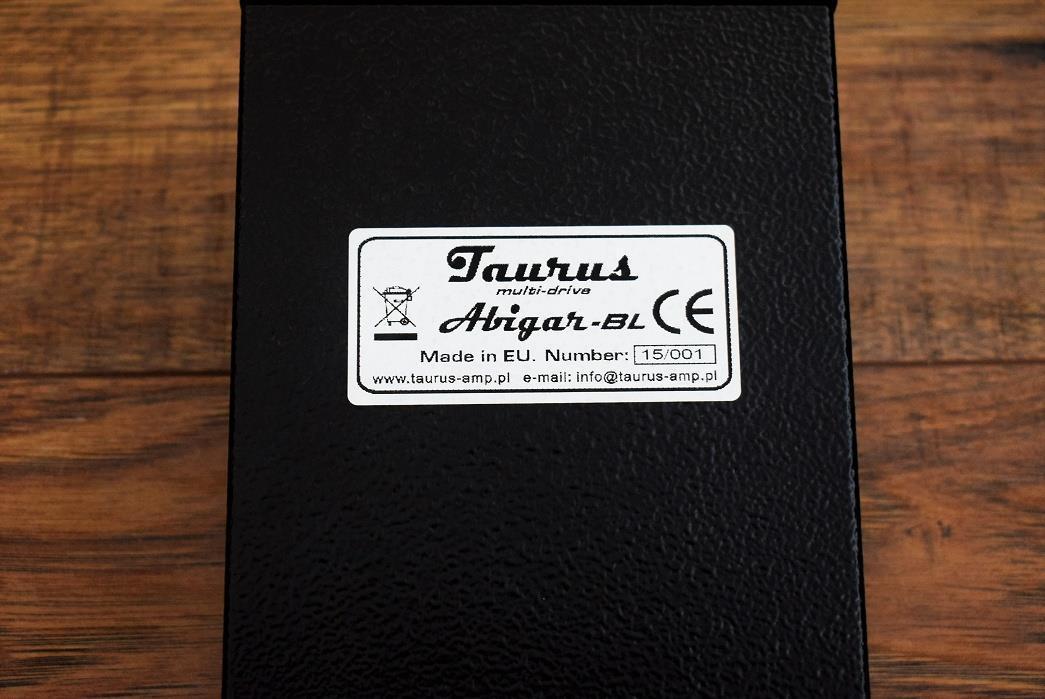 Taurus
multi-drive
Abigar-BL CE
Made in EU. Number: 15/001
www.taurus-amp.pl e-mail: info@taurus-amp.pl